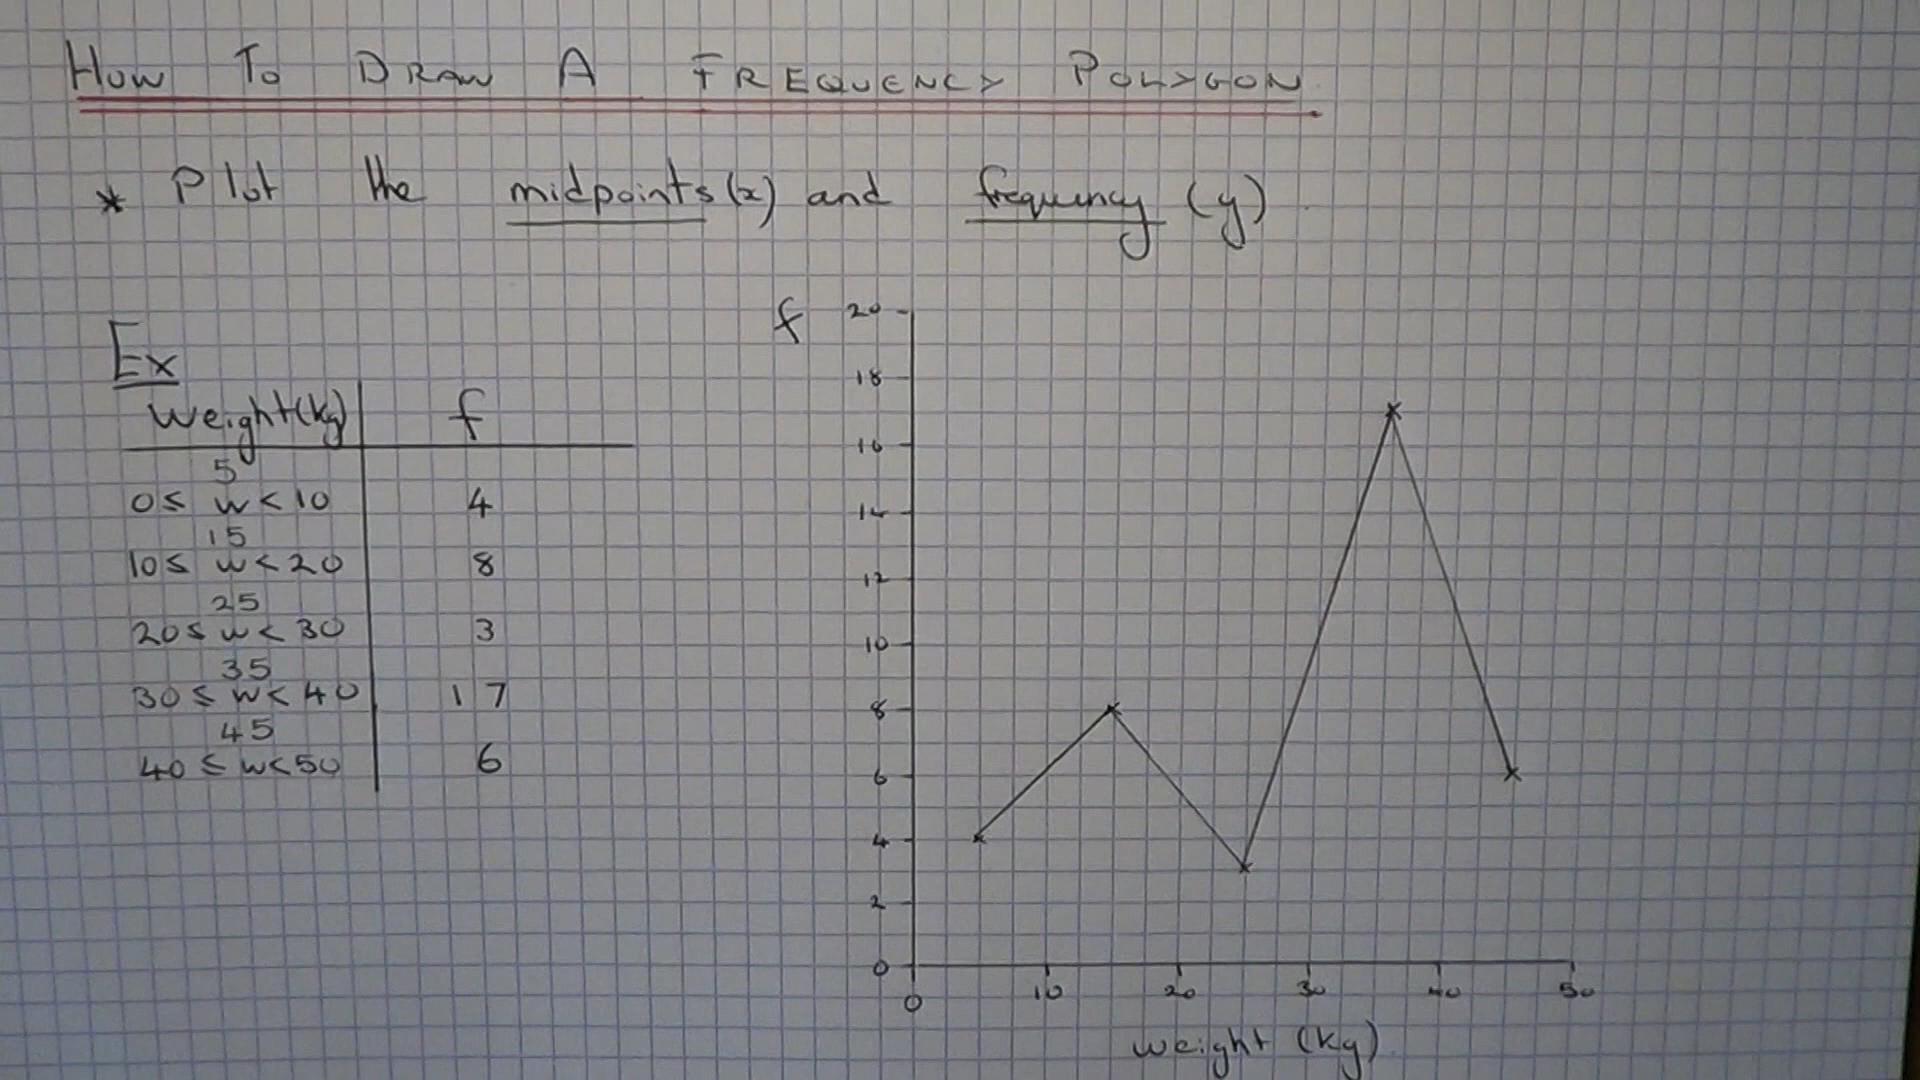 HOW TO DRAW A FREQUENCY POLYGON
* Plot the midpoints (x) and frequency (y)
Ex
Weight(kg) f
5
0 ≤ w < 10 4
15
10 ≤ w < 20 8
25
20 ≤ w < 30 3
35
30 ≤ w < 40 17
45
40 ≤ w < 50 6
f 20
18
16
14
12
10
8
6
4
2
0
0 10 20 30 40 50
weight (kg)